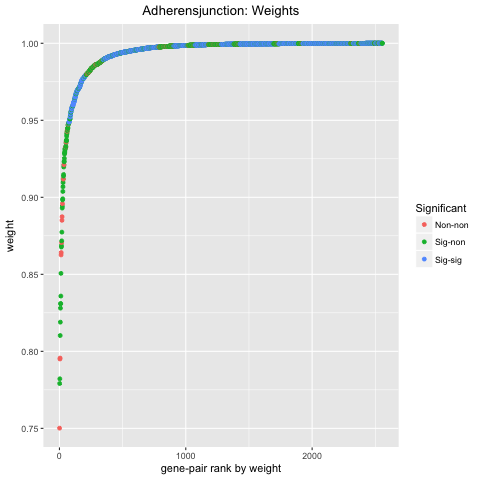 Adherensjunction: Weights
weight
1.00
0.95
0.90
0.85
0.80
0.75
0
1000
2000
gene-pair rank by weight
Significant
Non-non
Sig-non
Sig-sig